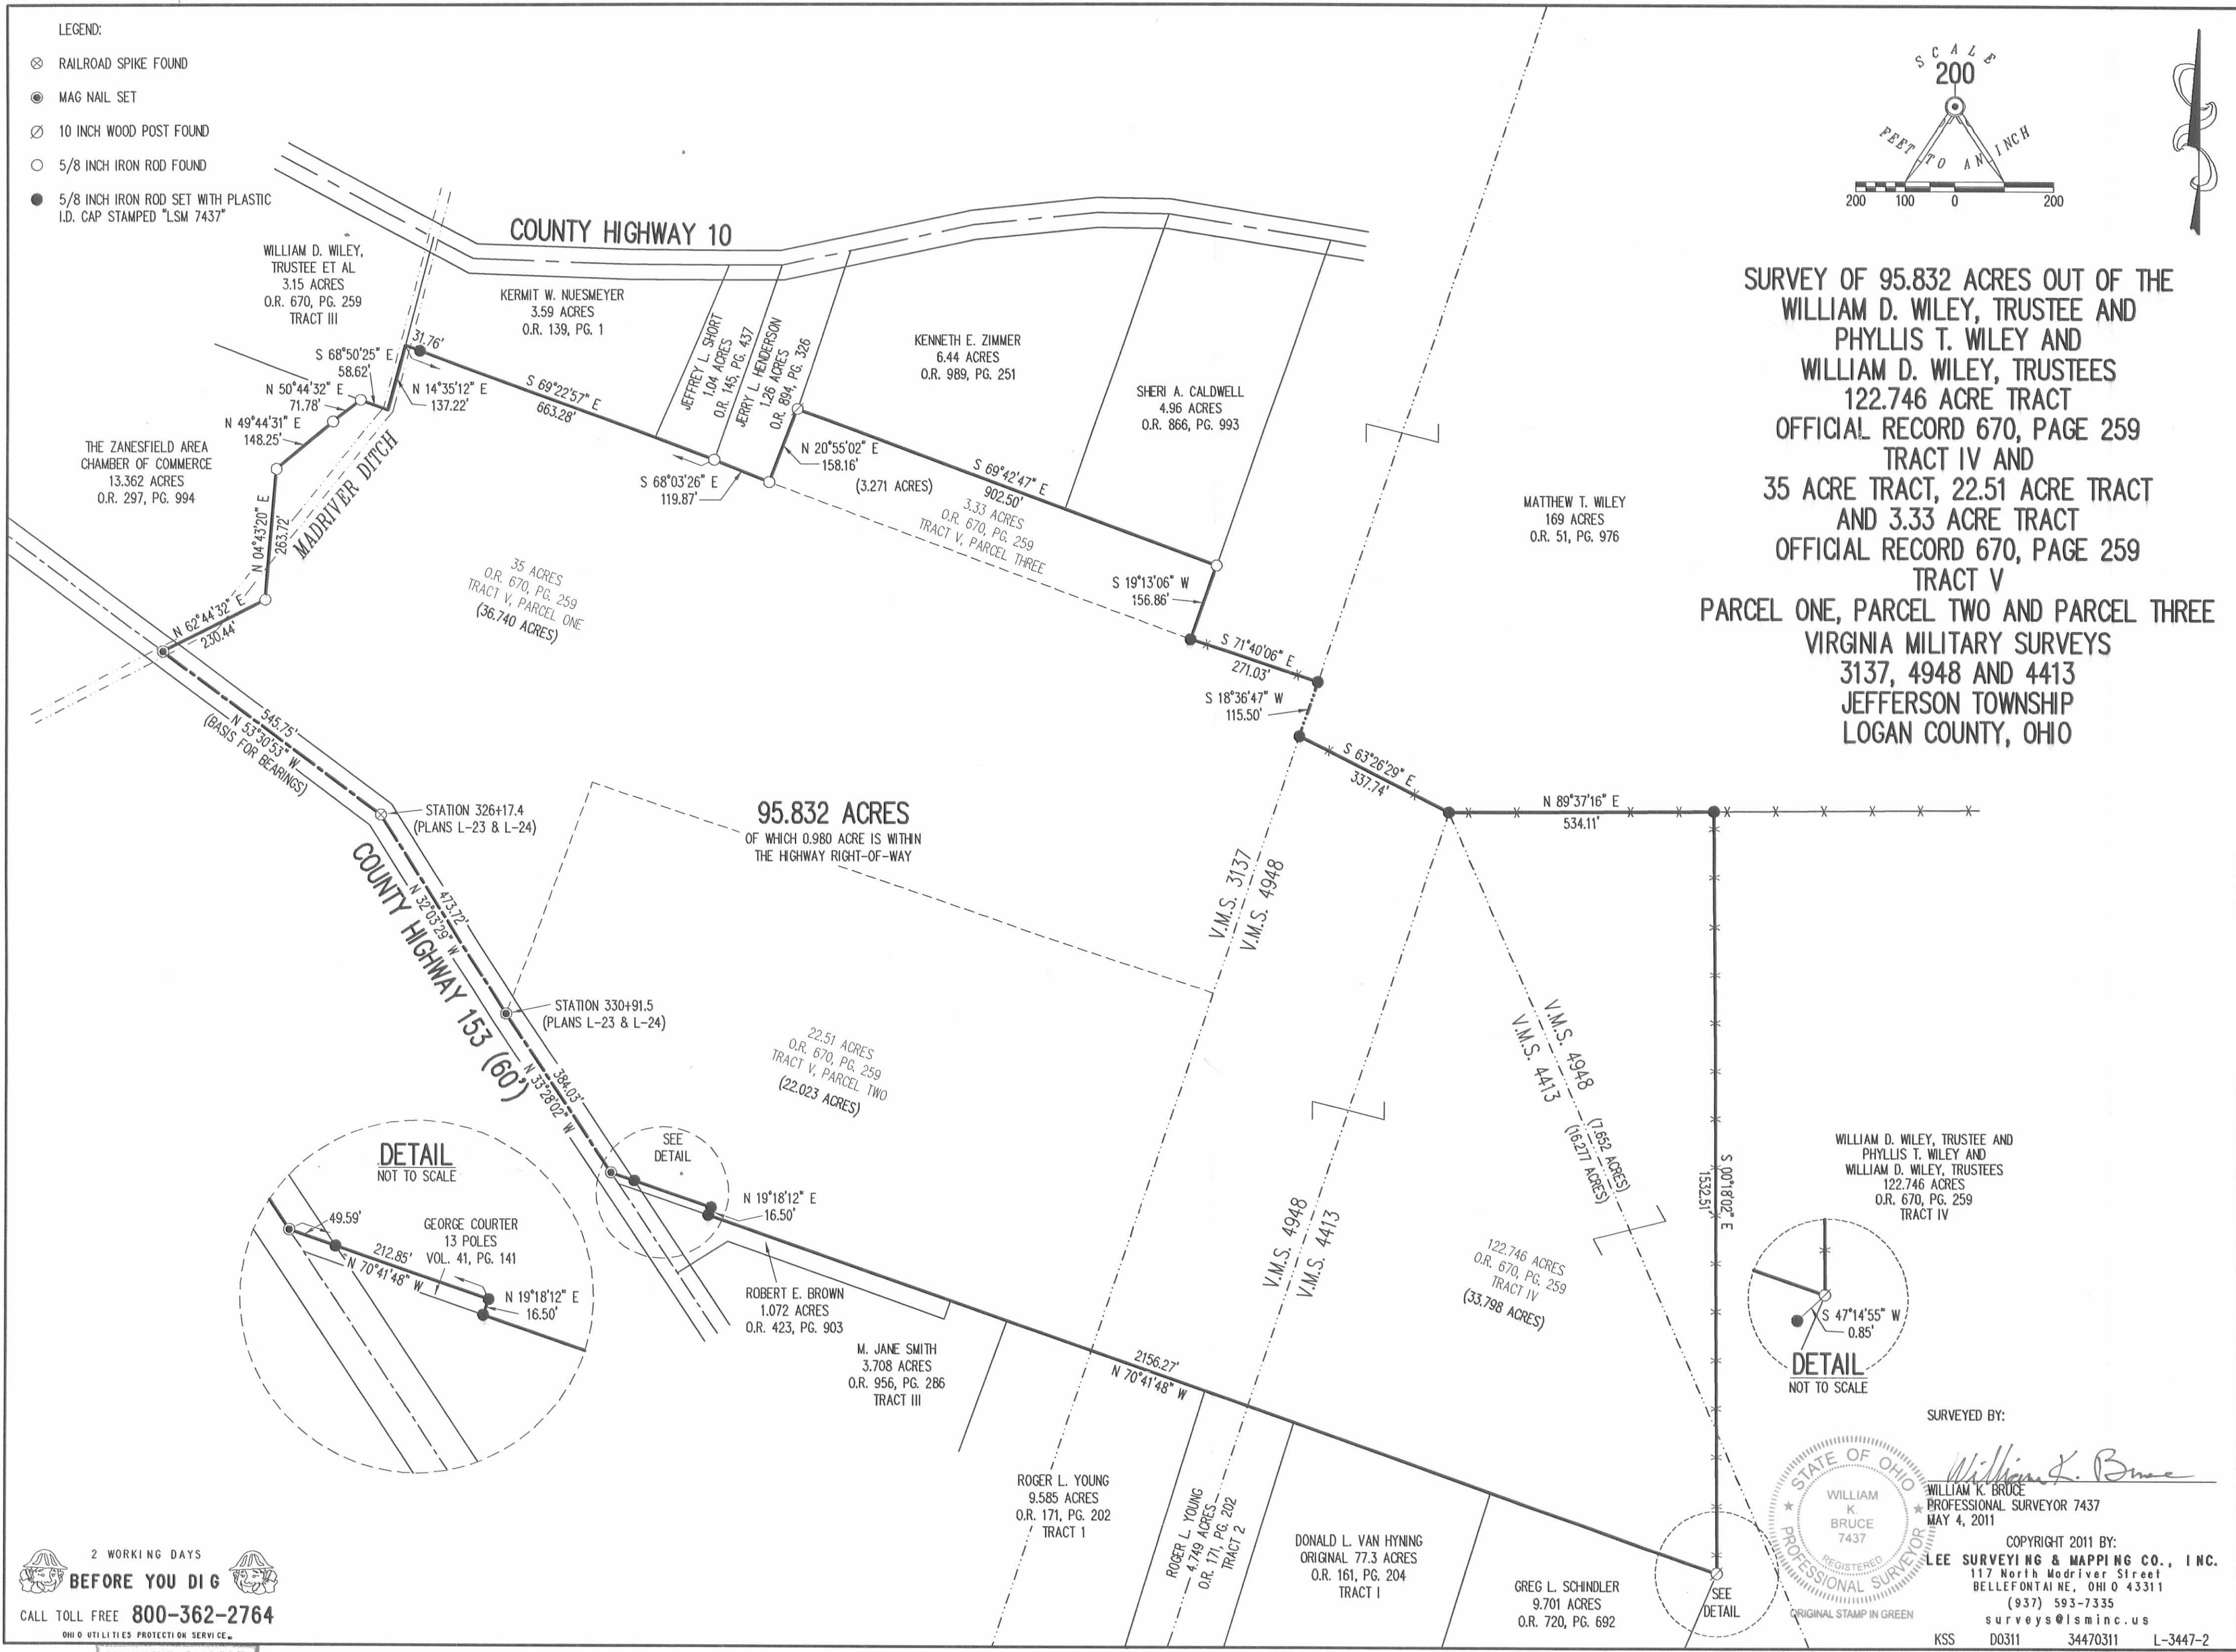 LEGEND:
RAILROAD SPIKE FOUND
MAG NAIL SET
10 INCH WOOD POST FOUND
5/8 INCH IRON ROD FOUND
5/8 INCH IRON ROD SET WITH PLASTIC
I.D. CAP STAMPED "LSM 7437"
SCALE
200
FEET TO AN INCH
200 100 0 200
SURVEY OF 95.832 ACRES OUT OF THE
WILLIAM D. WILEY, TRUSTEE AND
PHYLLIS T. WILEY AND
WILLIAM D. WILEY, TRUSTEES
122.746 ACRE TRACT
OFFICIAL RECORD 670, PAGE 259
TRACT IV AND
35 ACRE TRACT, 22.51 ACRE TRACT
AND 3.33 ACRE TRACT
OFFICIAL RECORD 670, PAGE 259
TRACT V
PARCEL ONE, PARCEL TWO AND PARCEL THREE
VIRGINIA MILITARY SURVEYS
3137, 4948 AND 4413
JEFFERSON TOWNSHIP
LOGAN COUNTY, OHIO
COUNTY HIGHWAY 10
WILLIAM D. WILEY,
TRUSTEE ET AL
3.15 ACRES
O.R. 670, PG. 259
TRACT III
KERMIT W. NUESMEYER
3.59 ACRES
O.R. 139, PG. 1
JEFFREY L. SHORT
1.04 ACRES
O.R. 145, PG. 437
JERRY L. HENDERSON
1.26 ACRES
O.R. 894, PG. 326
KENNETH E. ZIMMER
6.44 ACRES
O.R. 989, PG. 251
SHERI A. CALDWELL
4.96 ACRES
O.R. 866, PG. 993
MATTHEW T. WILEY
169 ACRES
O.R. 51, PG. 976
31.76'
S 68°50'25" E
58.62'
N 50°44'32" E
71.78'
N 14°35'12" E
137.22'
N 49°44'31" E
148.25'
S 69°22'57" E
663.28'
THE ZANESFIELD AREA
CHAMBER OF COMMERCE
13.362 ACRES
O.R. 297, PG. 994
N 04°43'20" E
263.72'
MADRIVER DITCH
S 68°03'26" E
119.87'
N 20°55'02" E
158.16'
(3.271 ACRES)
S 69°42'47" E
902.50'
3.33 ACRES
O.R. 670, PG. 259
TRACT V, PARCEL THREE
S 19°13'06" W
156.86'
S 71°40'06" E
271.03'
S 18°36'47" W
115.50'
S 63°26'29" E
337.74'
N 89°37'16" E
534.11'
35 ACRES
O.R. 670, PG. 259
TRACT V, PARCEL ONE
(36.740 ACRES)
N 62°44'32" E
230.44'
545.75'
N 53°30'53" W
(BASIS FOR BEARINGS)
STATION 326+17.4
(PLANS L-23 & L-24)
95.832 ACRES
OF WHICH 0.980 ACRE IS WITHIN
THE HIGHWAY RIGHT-OF-WAY
V.M.S. 3137
V.M.S. 4948
473.72'
N 32°03'29" W
COUNTY HIGHWAY 153 (60')
STATION 330+91.5
(PLANS L-23 & L-24)
384.03'
N 33°28'02" W
22.51 ACRES
O.R. 670, PG. 259
TRACT V, PARCEL TWO
(22.023 ACRES)
V.M.S. 4948
V.M.S. 4413
(7.652 ACRES)
(16.277 ACRES)
S 00°18'02" E
1532.51'
DETAIL
NOT TO SCALE
49.59'
GEORGE COURTER
13 POLES
VOL. 41, PG. 141
212.85'
N 70°41'48" W
N 19°18'12" E
16.50'
SEE
DETAIL
N 19°18'12" E
16.50'
ROBERT E. BROWN
1.072 ACRES
O.R. 423, PG. 903
M. JANE SMITH
3.708 ACRES
O.R. 956, PG. 286
TRACT III
V.M.S. 4948
V.M.S. 4413
122.746 ACRES
O.R. 670, PG. 259
TRACT IV
(33.798 ACRES)
2156.27'
N 70°41'48" W
WILLIAM D. WILEY, TRUSTEE AND
PHYLLIS T. WILEY AND
WILLIAM D. WILEY, TRUSTEES
122.746 ACRES
O.R. 670, PG. 259
TRACT IV
S 47°14'55" W
0.85'
DETAIL
NOT TO SCALE
ROGER L. YOUNG
9.585 ACRES
O.R. 171, PG. 202
TRACT 1
ROGER L. YOUNG
4.749 ACRES
O.R. 171, PG. 202
TRACT 2
DONALD L. VAN HYNING
ORIGINAL 77.3 ACRES
O.R. 161, PG. 204
TRACT I
GREG L. SCHINDLER
9.701 ACRES
O.R. 720, PG. 692
SEE
DETAIL
SURVEYED BY:
William K. Bruce
WILLIAM K. BRUCE
PROFESSIONAL SURVEYOR 7437
MAY 4, 2011
STATE OF OHIO
WILLIAM
K.
BRUCE
7437
REGISTERED
PROFESSIONAL SURVEYOR
ORIGINAL STAMP IN GREEN
COPYRIGHT 2011 BY:
LEE SURVEYING & MAPPING CO., INC.
117 North Madriver Street
BELLEFONTAINE, OHIO 43311
(937) 593-7335
surveys@lsminc.us
KSS D0311 34470311 L-3447-2
2 WORKING DAYS
BEFORE YOU DIG
CALL TOLL FREE 800-362-2764
OHIO UTILITIES PROTECTION SERVICE.